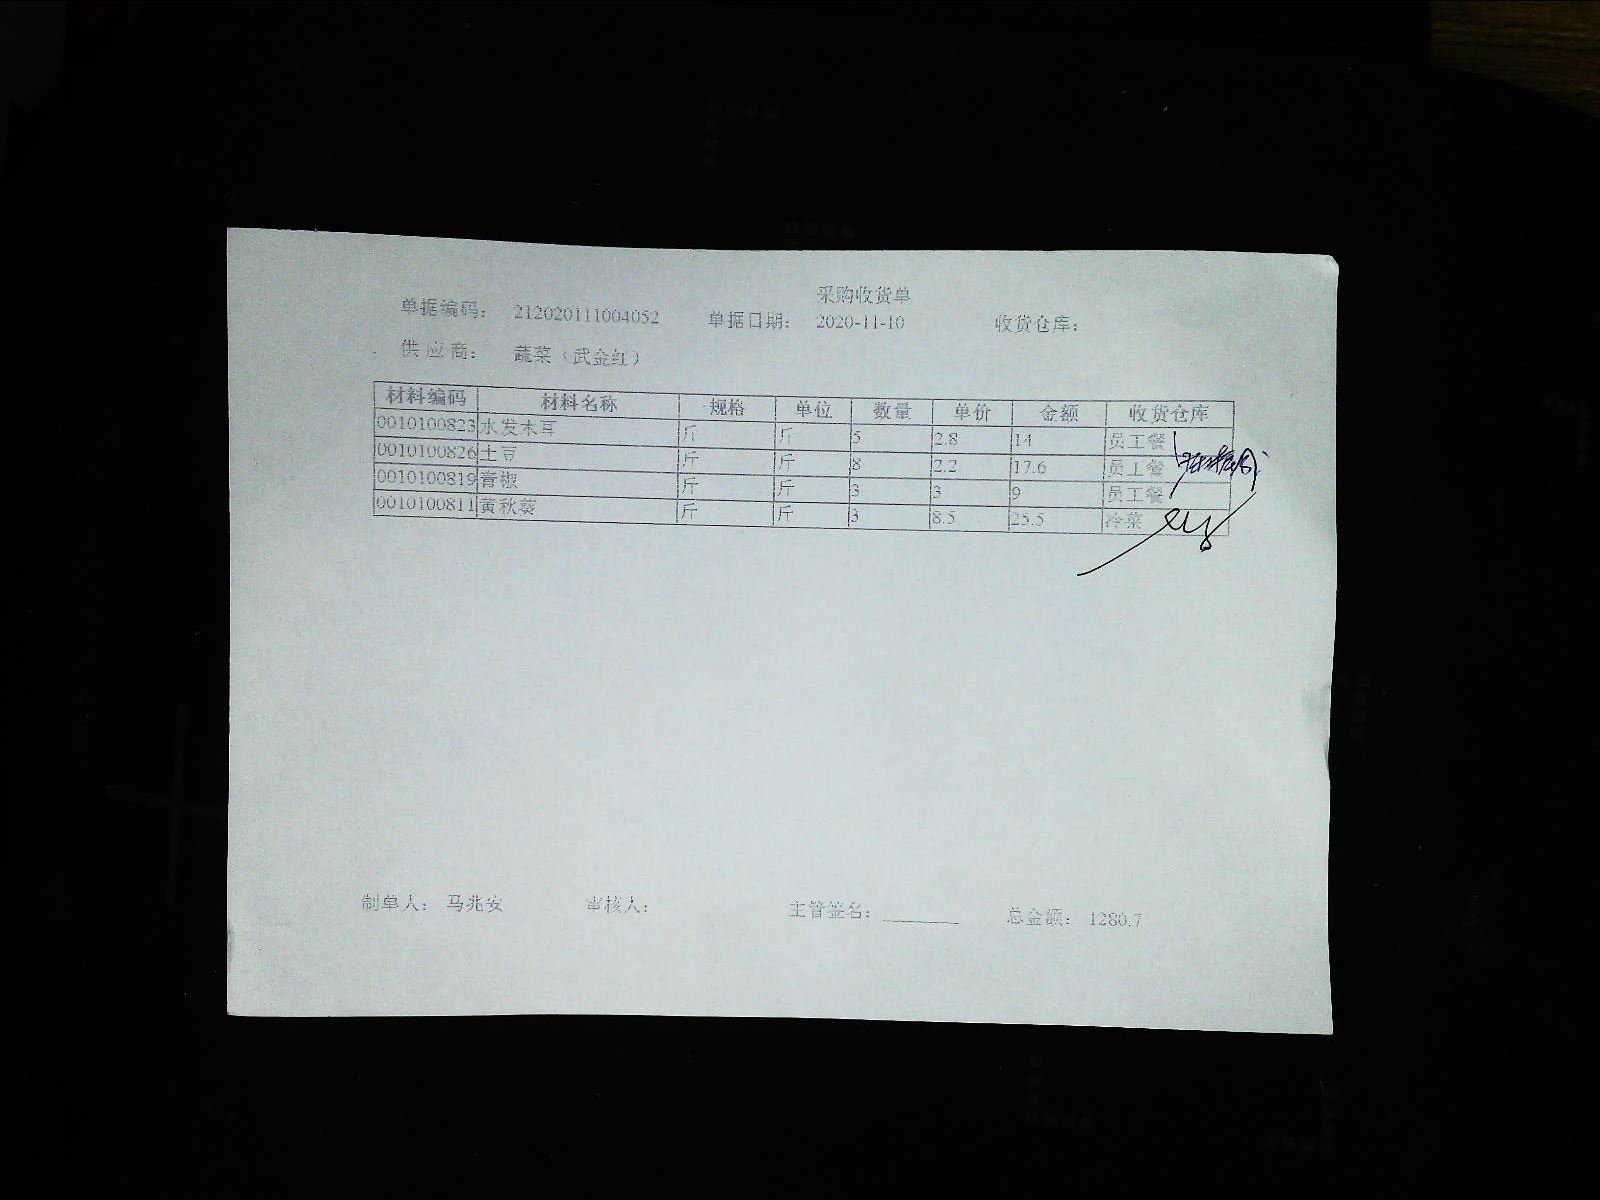 采购收货单
单据编码： 212020111004052 单据日期： 2020-11-10 收货仓库：
供应商： 蔬菜（武金红）
材料编码 材料名称 规格 单位 数量 单价 金额 收货仓库
0010100823 水发木耳 斤 斤 5 2.8 14 员工餐
0010100826 土豆 斤 斤 8 2.2 17.6 员工餐
0010100819 青椒 斤 斤 3 3 9 员工餐
0010100811 黄秋葵 斤 斤 3 8.5 25.5 冷菜
制单人： 马兆安 审核人： 主管签名： ________ 总金额： 1280.7